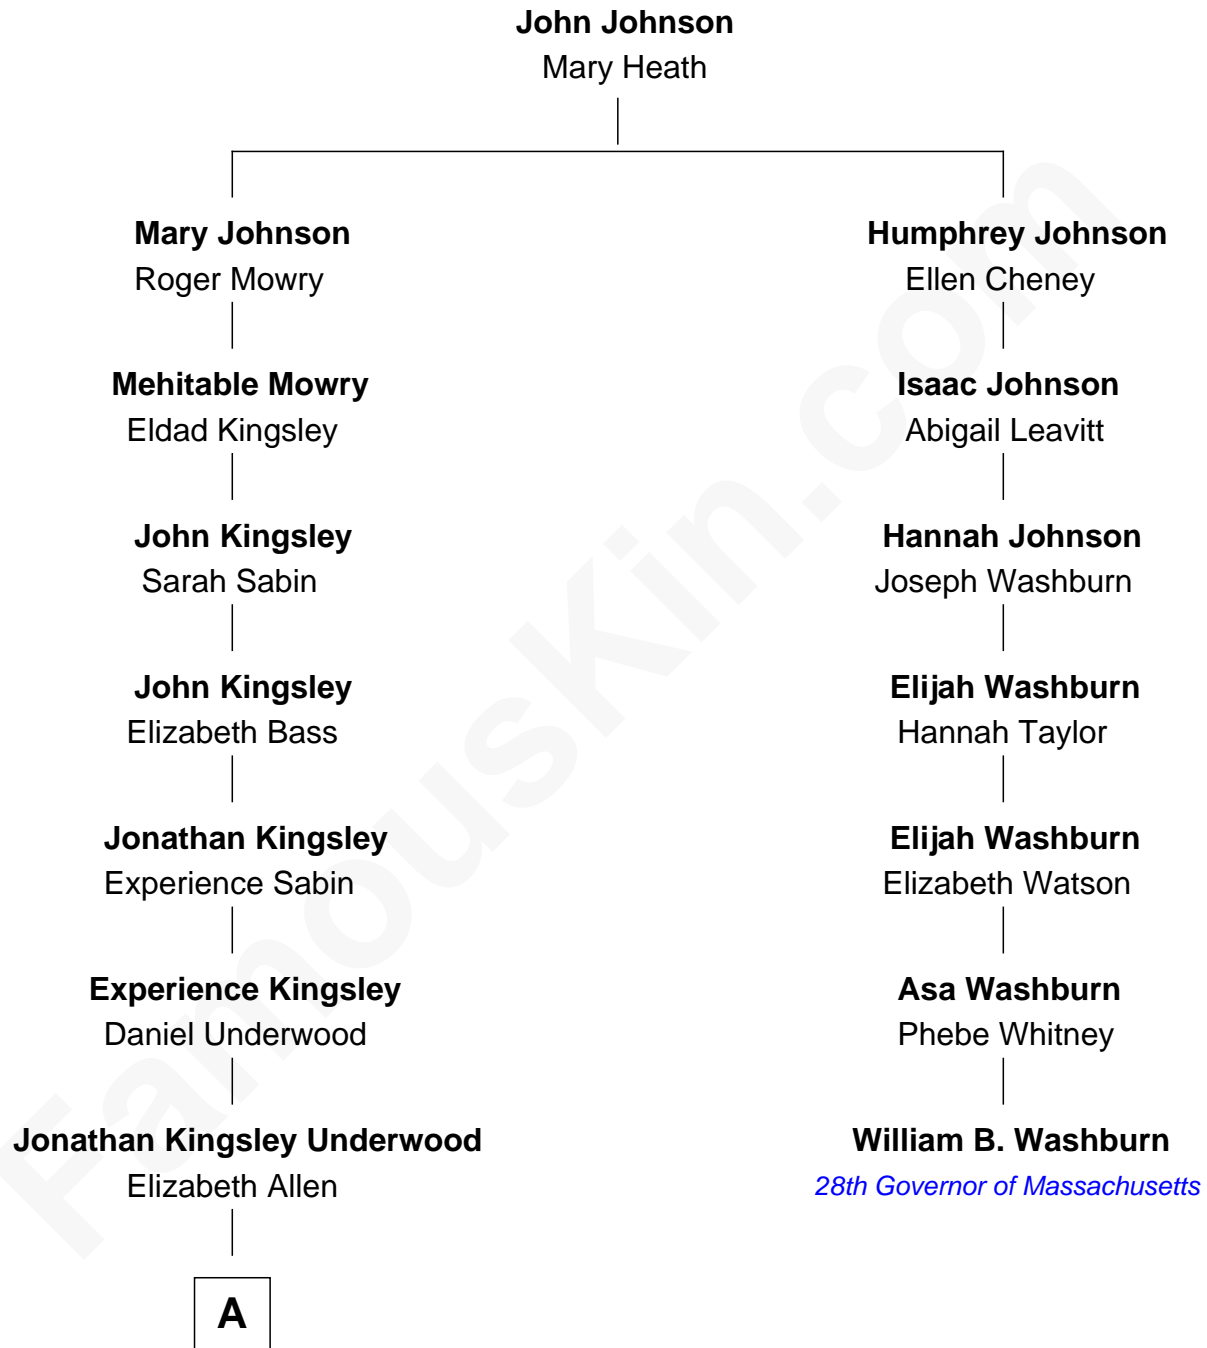 John Johnson
Mary Heath
Mary Johnson
Roger Mowry
Humphrey Johnson
Ellen Cheney
Mehitable Mowry
Eldad Kingsley
Isaac Johnson
Abigail Leavitt
John Kingsley
Sarah Sabin
Hannah Johnson
Joseph Washburn
John Kingsley
Elizabeth Bass
Elijah Washburn
Hannah Taylor
Jonathan Kingsley
Experience Sabin
Elijah Washburn
Elizabeth Watson
Experience Kingsley
Daniel Underwood
Asa Washburn
Phebe Whitney
Jonathan Kingsley Underwood
Elizabeth Allen
William B. Washburn
28th Governor of Massachusetts
A
FamousKin.com